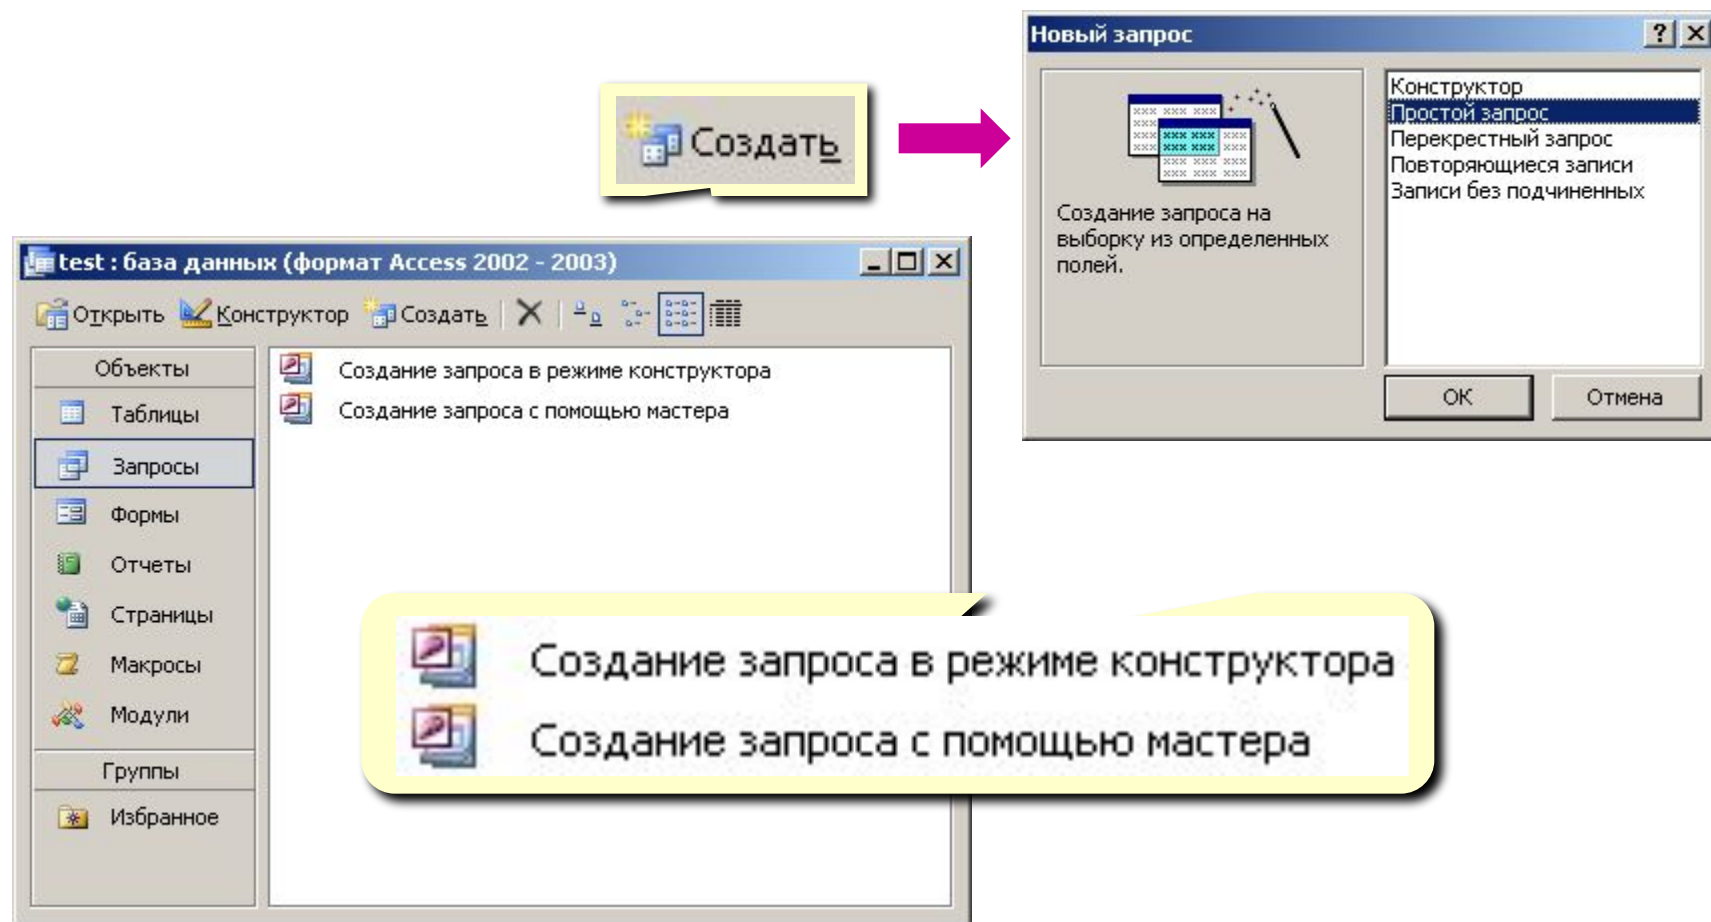 Создать
Новый запрос
Конструктор
Простой запрос
Перекрестный запрос
Повторяющиеся записи
Записи без подчиненных
Создание запроса на
выборку из определенных
полей.
ОК
Отмена
test : база данных (формат Access 2002 - 2003)
Открыть Конструктор Создать
Объекты
Таблицы
Запросы
Формы
Отчеты
Страницы
Макросы
Модули
Группы
Избранное
Создание запроса в режиме конструктора
Создание запроса с помощью мастера
Создание запроса в режиме конструктора
Создание запроса с помощью мастера